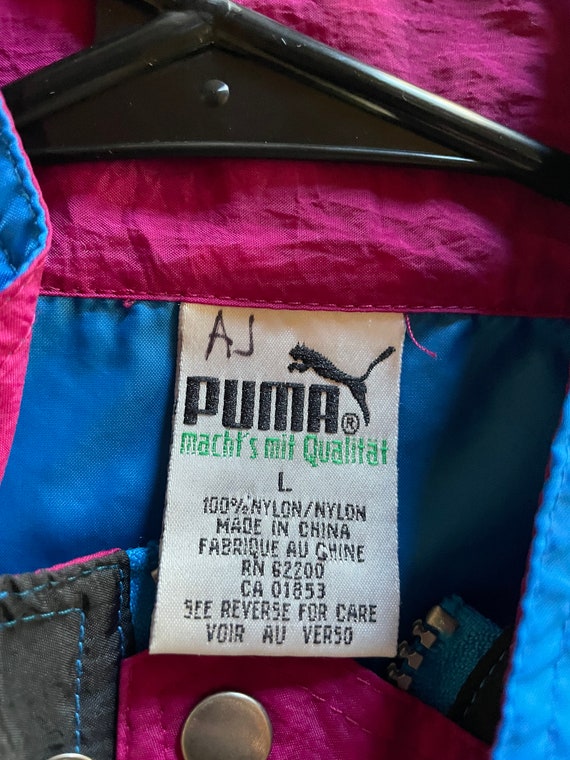 AJ
PUMA®
macht's mit Qualität
L
100% NYLON/NYLON
MADE IN CHINA
FABRIQUE AU CHINE
RN 62200
CA 01853
SEE REVERSE FOR CARE
VOIR AU VERSO